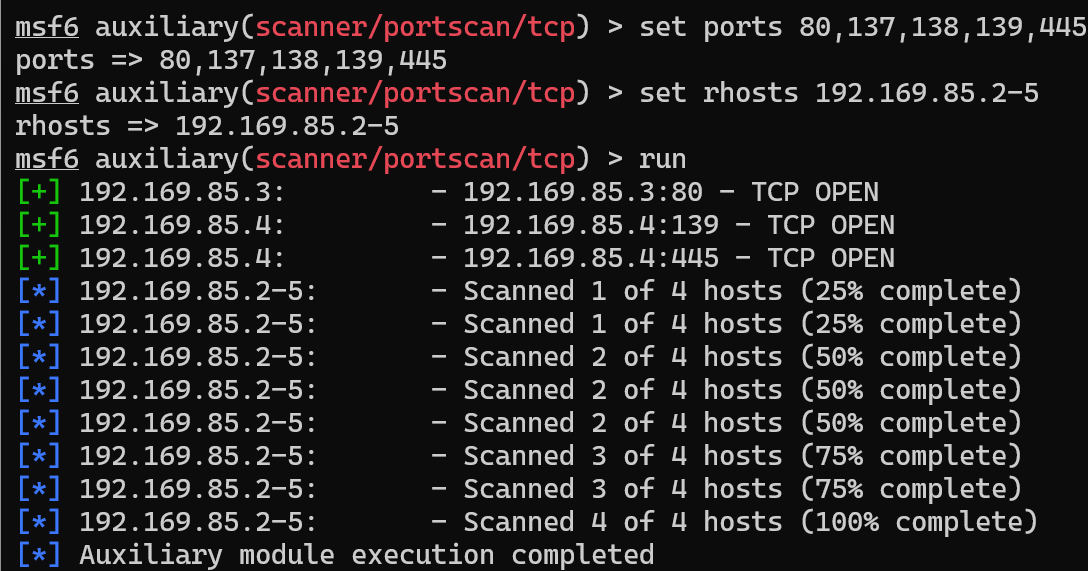 msf6 auxiliary(scanner/portscan/tcp) > set ports 80,137,138,139,445
ports => 80,137,138,139,445
msf6 auxiliary(scanner/portscan/tcp) > set rhosts 192.169.85.2-5
rhosts => 192.169.85.2-5
msf6 auxiliary(scanner/portscan/tcp) > run
[+] 192.169.85.3:         - 192.169.85.3:80 - TCP OPEN
[+] 192.169.85.4:         - 192.169.85.4:139 - TCP OPEN
[+] 192.169.85.4:         - 192.169.85.4:445 - TCP OPEN
[*] 192.169.85.2-5:       - Scanned 1 of 4 hosts (25% complete)
[*] 192.169.85.2-5:       - Scanned 1 of 4 hosts (25% complete)
[*] 192.169.85.2-5:       - Scanned 2 of 4 hosts (50% complete)
[*] 192.169.85.2-5:       - Scanned 2 of 4 hosts (50% complete)
[*] 192.169.85.2-5:       - Scanned 2 of 4 hosts (50% complete)
[*] 192.169.85.2-5:       - Scanned 3 of 4 hosts (75% complete)
[*] 192.169.85.2-5:       - Scanned 3 of 4 hosts (75% complete)
[*] 192.169.85.2-5:       - Scanned 4 of 4 hosts (100% complete)
[*] Auxiliary module execution completed